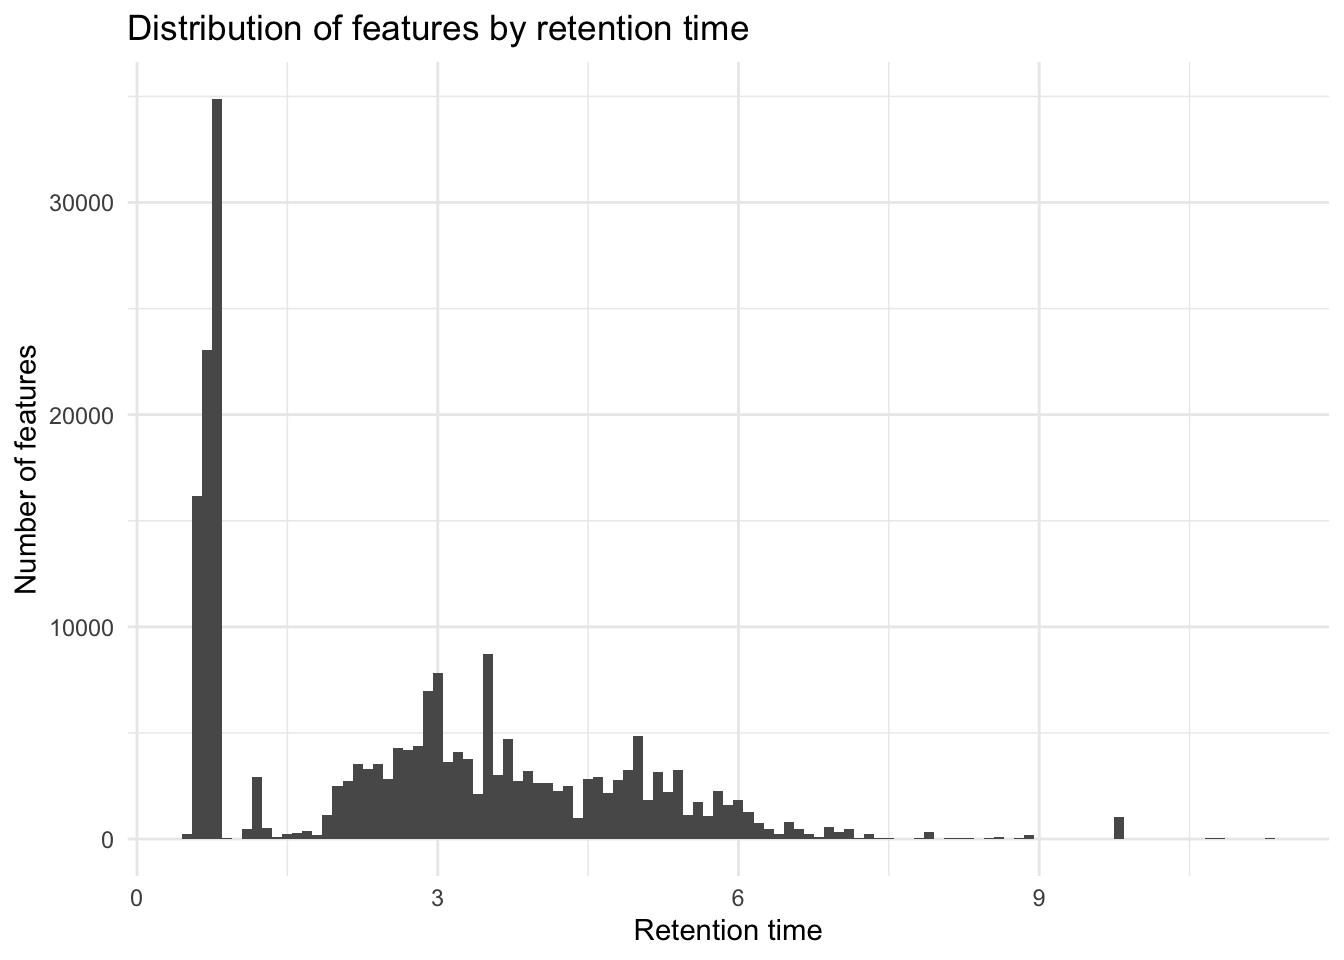 Distribution of features by retention time
Number of features
30000
20000
10000
0
0 3 6 9
Retention time